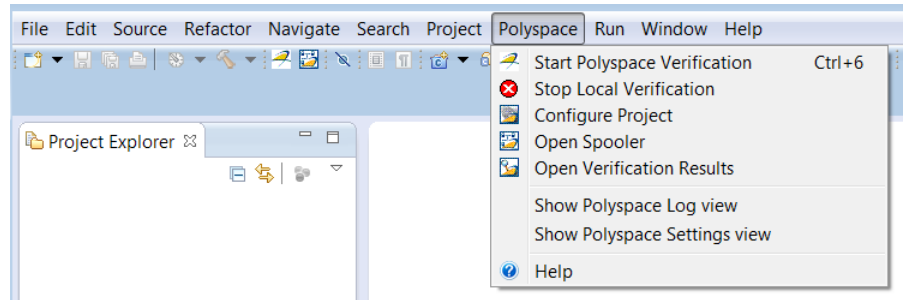 File Edit Source Refactor Navigate Search Project Polyspace Run Window Help
Start Polyspace Verification Ctrl+6
Stop Local Verification
Configure Project
Open Spooler
Open Verification Results
Show Polyspace Log view
Show Polyspace Settings view
Help
Project Explorer